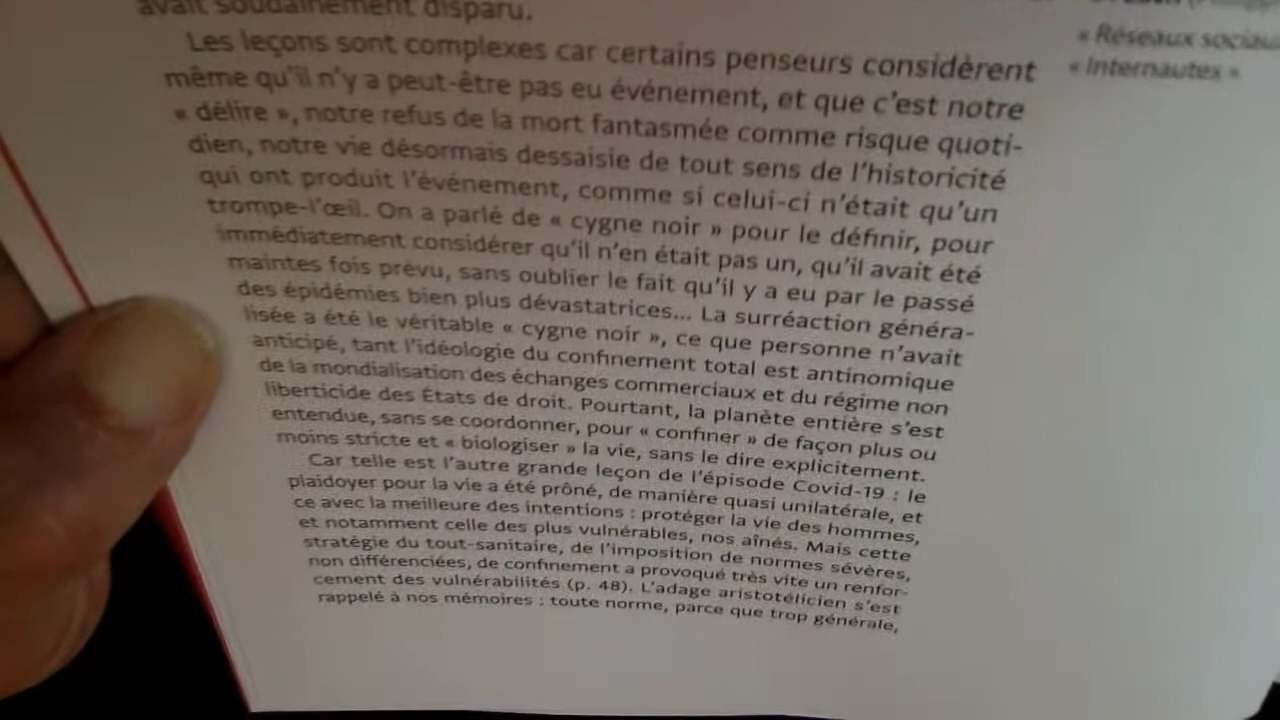 avait soudainement disparu.
Les leçons sont complexes car certains penseurs considèrent
même qu'il n'y a peut-être pas eu événement, et que c'est notre
« délire », notre refus de la mort fantasmée comme risque quoti-
dien, notre vie désormais dessaisie de tout sens de l'historicité
qui ont produit l'événement, comme si celui-ci n'était qu'un
trompe-l'œil. On a parlé de « cygne noir » pour le définir, pour
immédiatement considérer qu'il n'en était pas un, qu'il avait été
maintes fois prévu, sans oublier le fait qu'il y a eu par le passé
des épidémies bien plus dévastatrices... La surréaction généra-
lisée a été le véritable « cygne noir », ce que personne n'avait
anticipé, tant l'idéologie du confinement total est antinomique
de la mondialisation des échanges commerciaux et du régime non
liberticide des États de droit. Pourtant, la planète entière s'est
entendue, sans se coordonner, pour « confiner » de façon plus ou
moins stricte et « biologiser » la vie, sans le dire explicitement.
Car telle est l'autre grande leçon de l'épisode Covid-19 : le
plaidoyer pour la vie a été prôné, de manière quasi unilatérale, et
ce avec la meilleure des intentions : protéger la vie des hommes,
et notamment celle des plus vulnérables, nos aînés. Mais cette
stratégie du tout-sanitaire, de l'imposition de normes sévères,
non différenciées, de confinement a provoqué très vite un renfor-
cement des vulnérabilités (p. 48). L'adage aristotélicien s'est
rappelé à nos mémoires : toute norme, parce que trop générale,
« Réseaux
« Internautes »